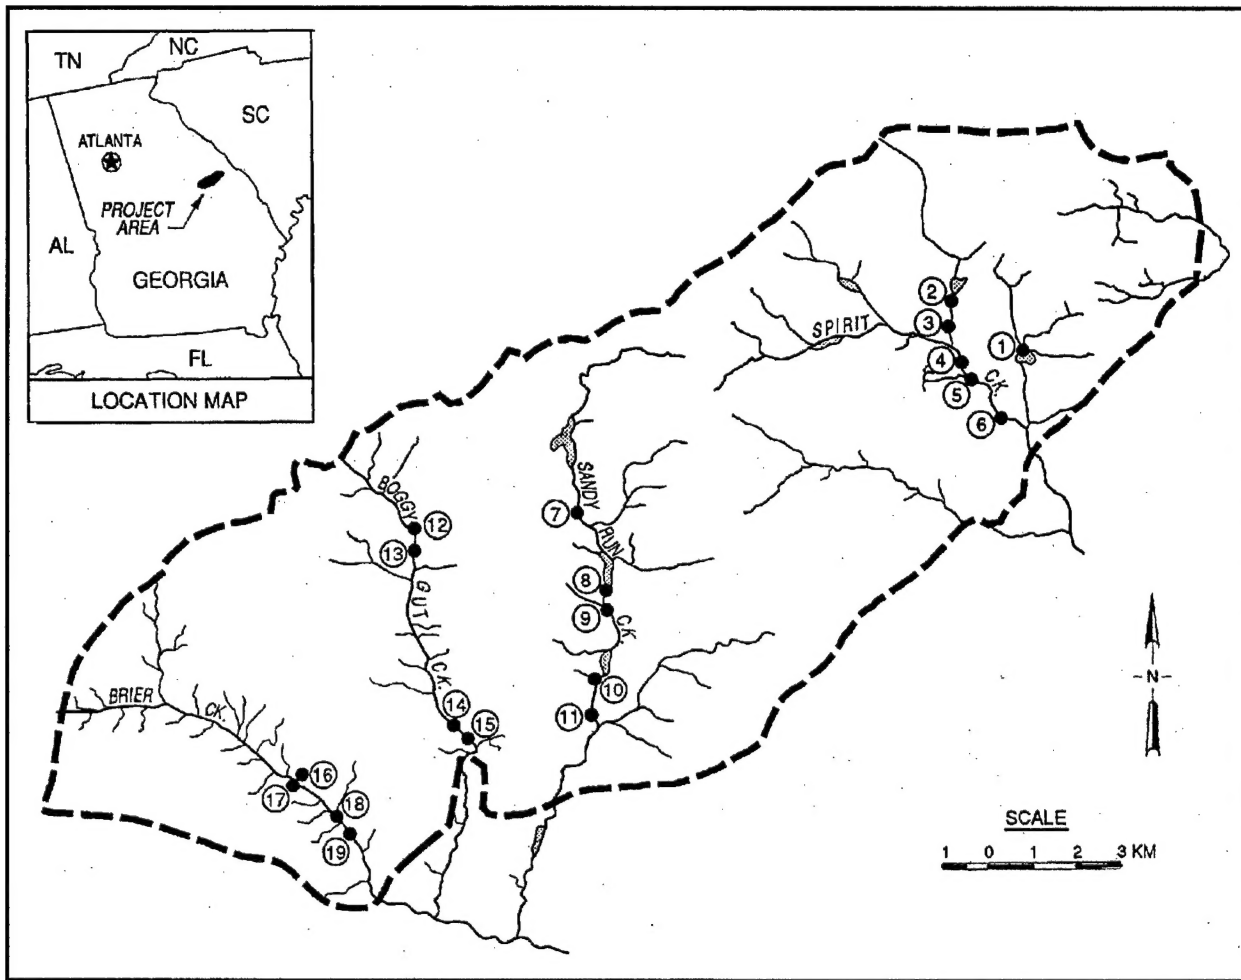 TN
NC
SC
ATLANTA
PROJECT
AREA
AL
GEORGIA
FL
LOCATION MAP
2
3
SPIRIT
1
4
5
CK.
6
SANDY
7
RUN
8
9
CK.
10
11
BOGGY
12
13
GUT
CK.
14
15
BRIER
CK.
16
17
18
19
N
SCALE
1 0 1 2 3 KM